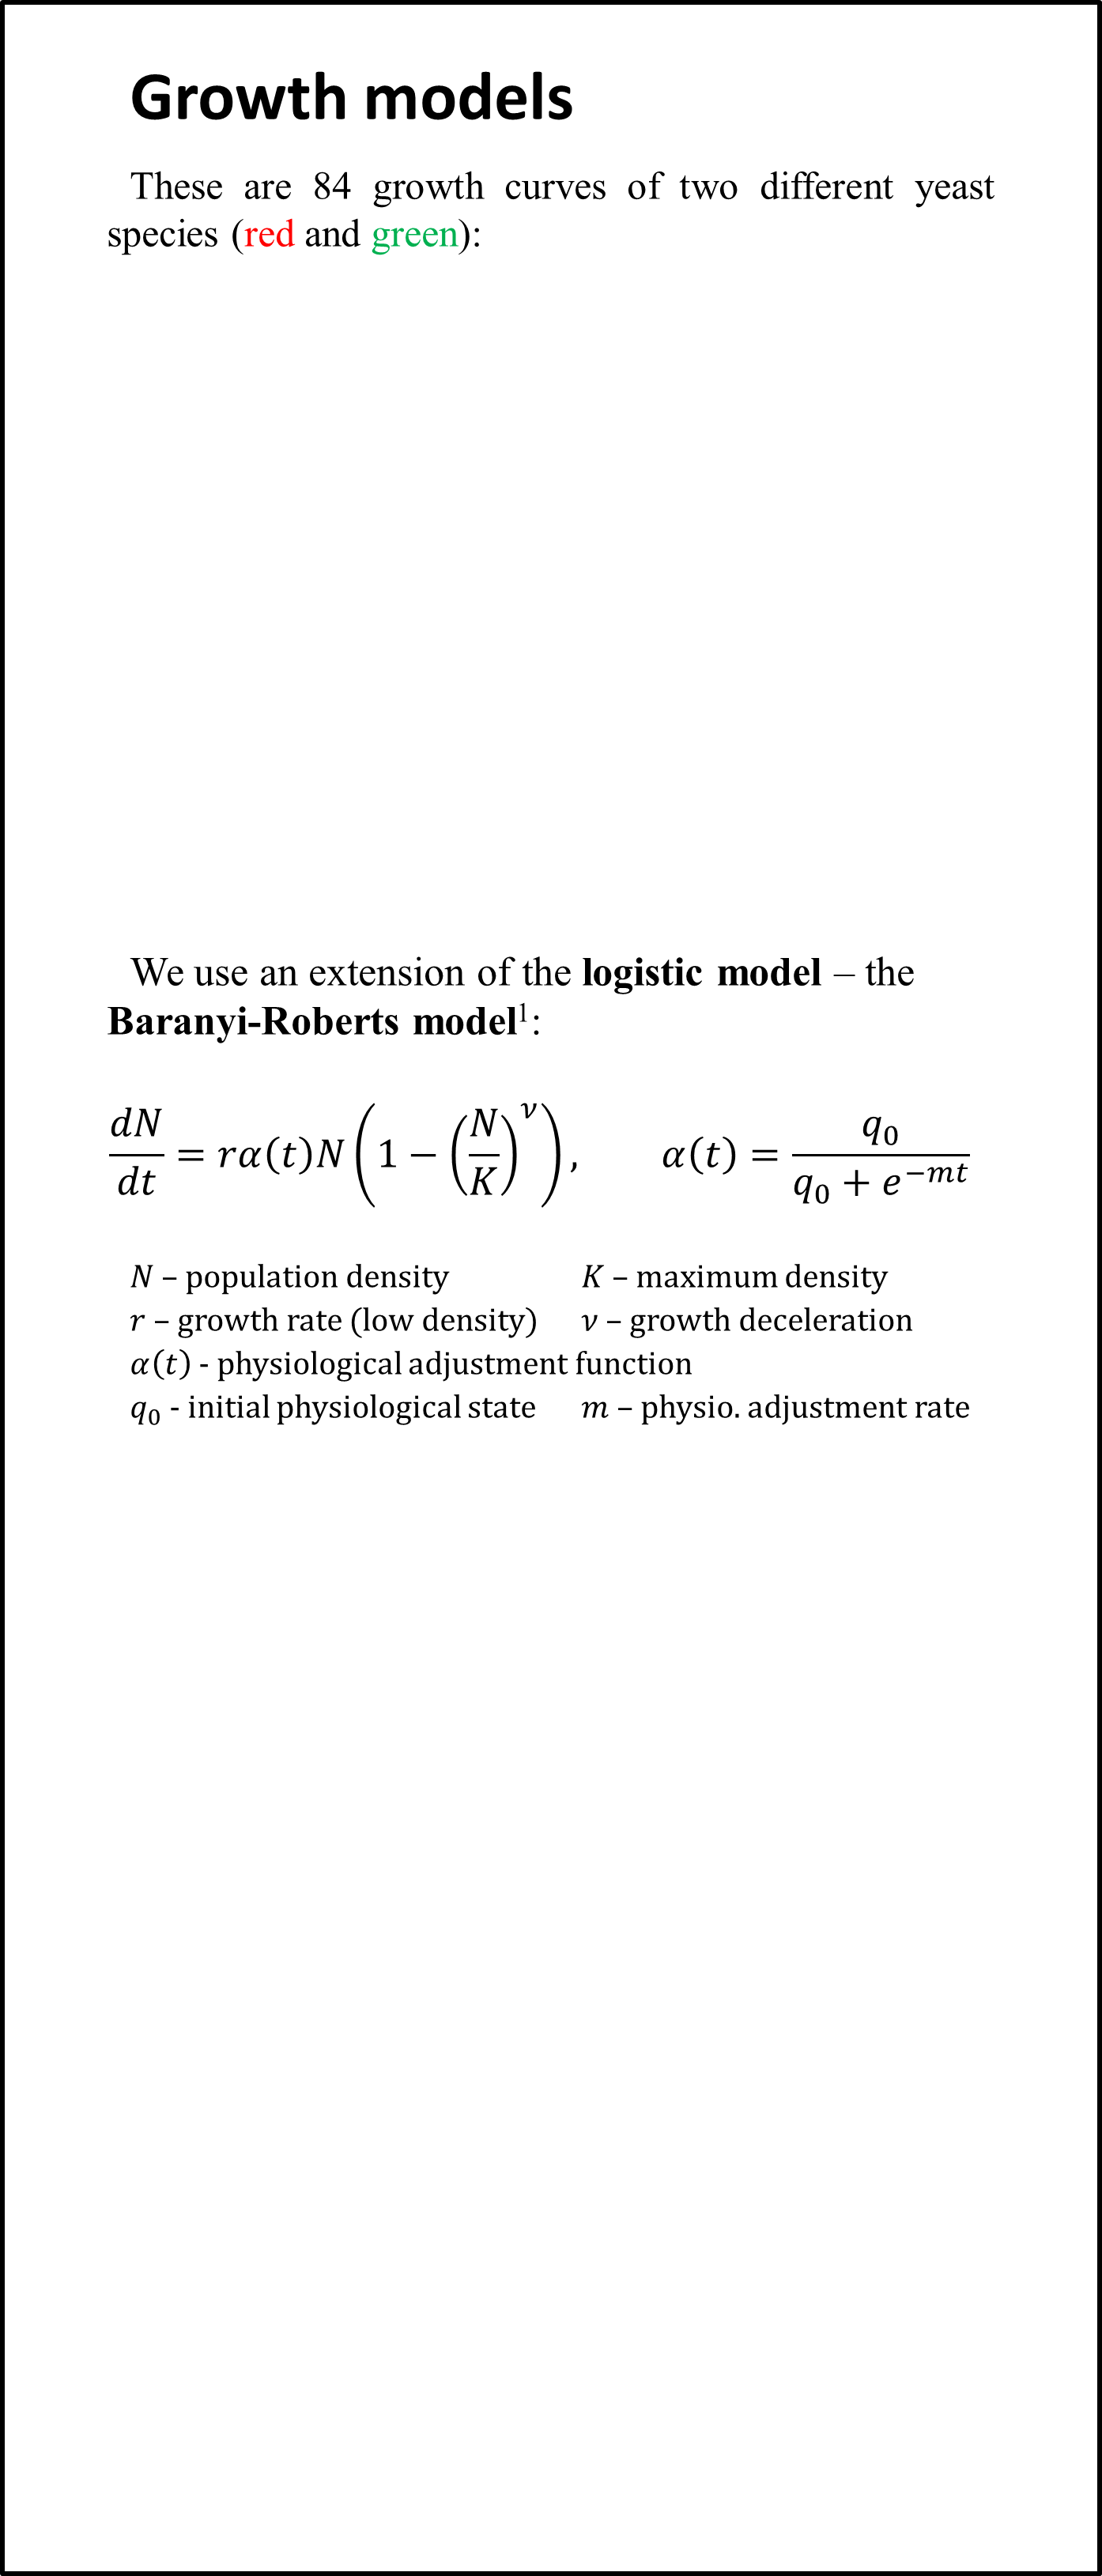 Growth models
These are 84 growth curves of two different yeast
species (red and green):
We use an extension of the logistic model – the
Baranyi-Roberts model¹:
dN/dt = rα(t)N(1 − (N/K)^ν), α(t) = q₀/(q₀ + e^−mt)
N – population density K – maximum density
r – growth rate (low density) ν – growth deceleration
α(t) - physiological adjustment function
q₀ - initial physiological state m – physio. adjustment rate